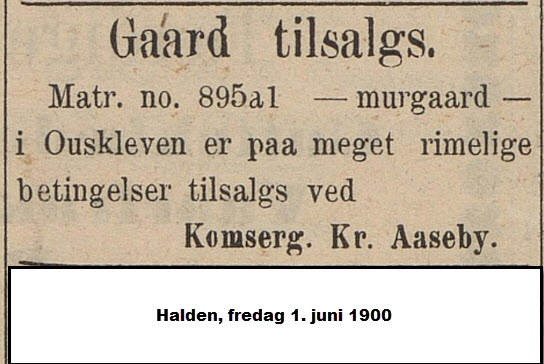 Gaard tilsalgs.
Matr. no. 895a1 — murgaard —
i Ouskleven er paa meget rimelige
betingelser tilsalgs ved
Komserg. Kr. Aaseby.
Halden, fredag 1. juni 1900